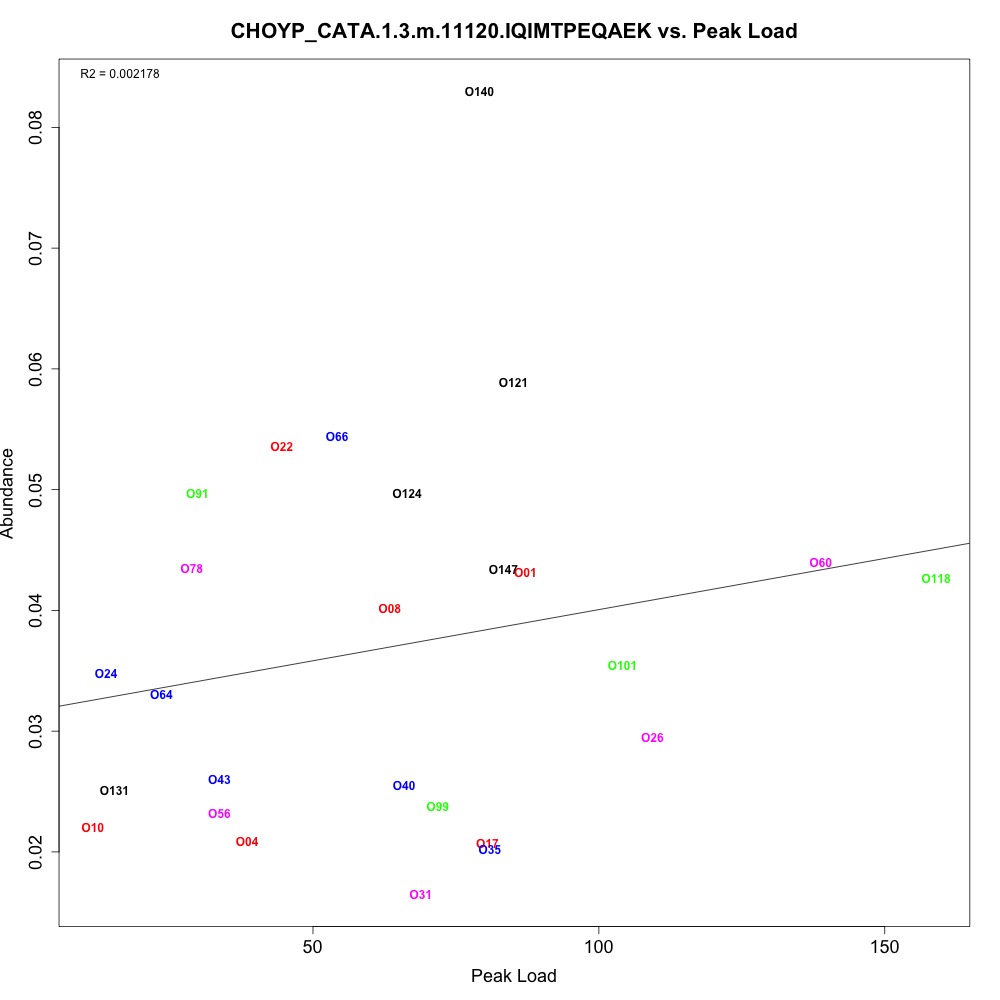 CHOYP_CATA.1.3.m.11120.IQIMTPEQAEK vs. Peak Load
R2 = 0.002178
O140
0.08
0.07
0.06
O121
O66
O22
0.05
O91
O124
Abundance
O60
O78
O147
O01
O118
0.04
O08
O101
O24
O64
0.03
O26
O43
O40
O131
O99
O56
O10
O04
O17
O35
0.02
O31
50
100
150
Peak Load